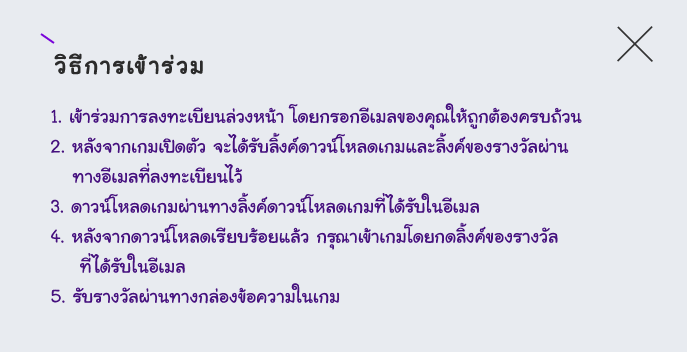 วิธีการเข้าร่วม
1. เข้าร่วมการลงทะเบียนล่วงหน้า โดยกรอกอีเมลของคุณให้ถูกต้องครบถ้วน
2. หลังจากเกมเปิดตัว จะได้รับลิ้งค์ดาวน์โหลดเกมและลิ้งค์ของรางวัลผ่าน
ทางอีเมลที่ลงทะเบียนไว้
3. ดาวน์โหลดเกมผ่านทางลิ้งค์ดาวน์โหลดเกมที่ได้รับในอีเมล
4. หลังจากดาวน์โหลดเรียบร้อยแล้ว กรุณาเข้าเกมโดยกดลิ้งค์ของรางวัล
ที่ได้รับในอีเมล
5. รับรางวัลผ่านทางกล่องข้อความในเกม